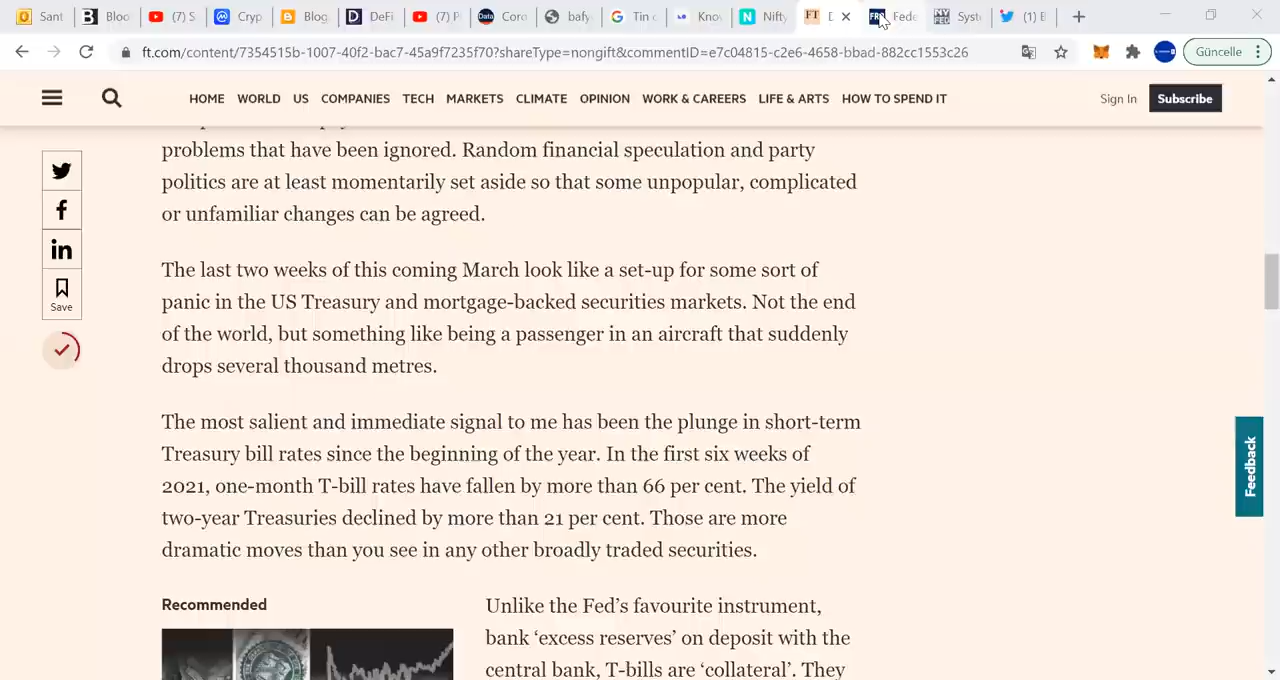 Sant
Bloo
(7) S
Cryp
Blog
DeFi
(7) P
Coro
bafy
Tin c
Knov
Nifty
FRED
Fede
Syste
(1) E
ft.com/content/7354515b-1007-40f2-bac7-45a9f7235f70?shareType=nongift&commentID=e7c04815-c2e6-4658-bbad-882cc1553c26
Güncelle
HOME WORLD US COMPANIES TECH MARKETS CLIMATE OPINION WORK & CAREERS LIFE & ARTS HOW TO SPEND IT
Sign In
Subscribe
problems that have been ignored. Random financial speculation and party
politics are at least momentarily set aside so that some unpopular, complicated
or unfamiliar changes can be agreed.
Save
The last two weeks of this coming March look like a set-up for some sort of
panic in the US Treasury and mortgage-backed securities markets. Not the end
of the world, but something like being a passenger in an aircraft that suddenly
drops several thousand metres.
The most salient and immediate signal to me has been the plunge in short-term
Treasury bill rates since the beginning of the year. In the first six weeks of
2021, one-month T-bill rates have fallen by more than 66 per cent. The yield of
two-year Treasuries declined by more than 21 per cent. Those are more
dramatic moves than you see in any other broadly traded securities.
Feedback
Recommended
Unlike the Fed's favourite instrument,
bank 'excess reserves' on deposit with the
central bank, T-bills are 'collateral'. They